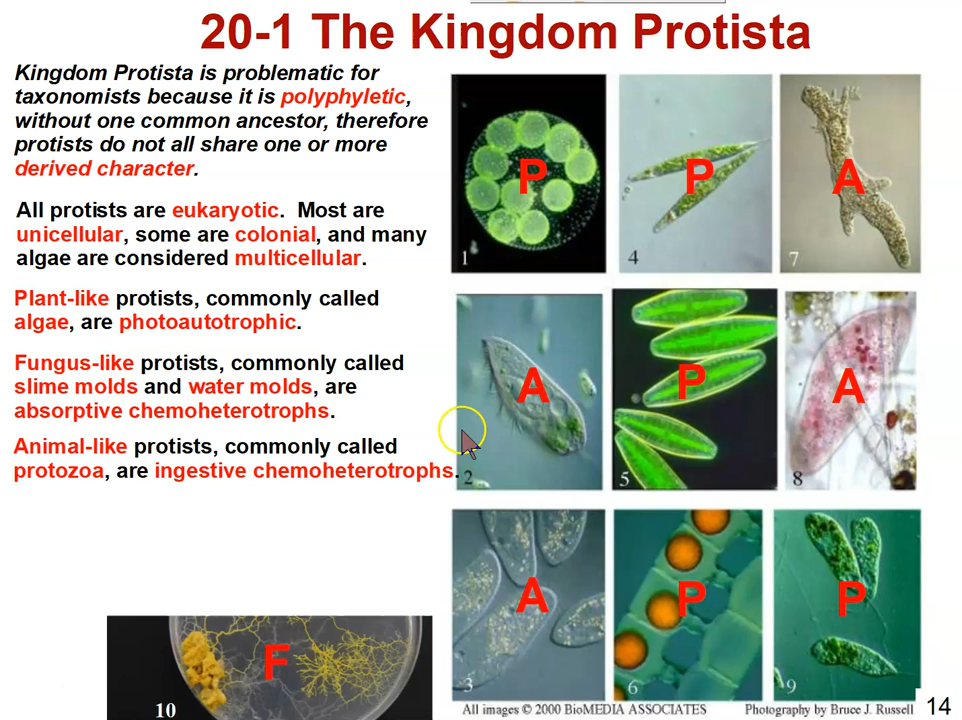 20-1 The Kingdom Protista
Kingdom Protista is problematic for
taxonomists because it is polyphyletic,
without one common ancestor, therefore
protists do not all share one or more
derived character.
All protists are eukaryotic. Most are
unicellular, some are colonial, and many
algae are considered multicellular.
Plant-like protists, commonly called
algae, are photoautotrophic.
Fungus-like protists, commonly called
slime molds and water molds, are
absorptive chemoheterotrophs.
Animal-like protists, commonly called
protozoa, are ingestive chemoheterotrophs.
P
P
A
1
4
7
A
P
A
2
5
8
A
P
P
3
6
9
F
10
All images © 2000 BioMEDIA ASSOCIATES
Photography by Bruce J. Russell
14